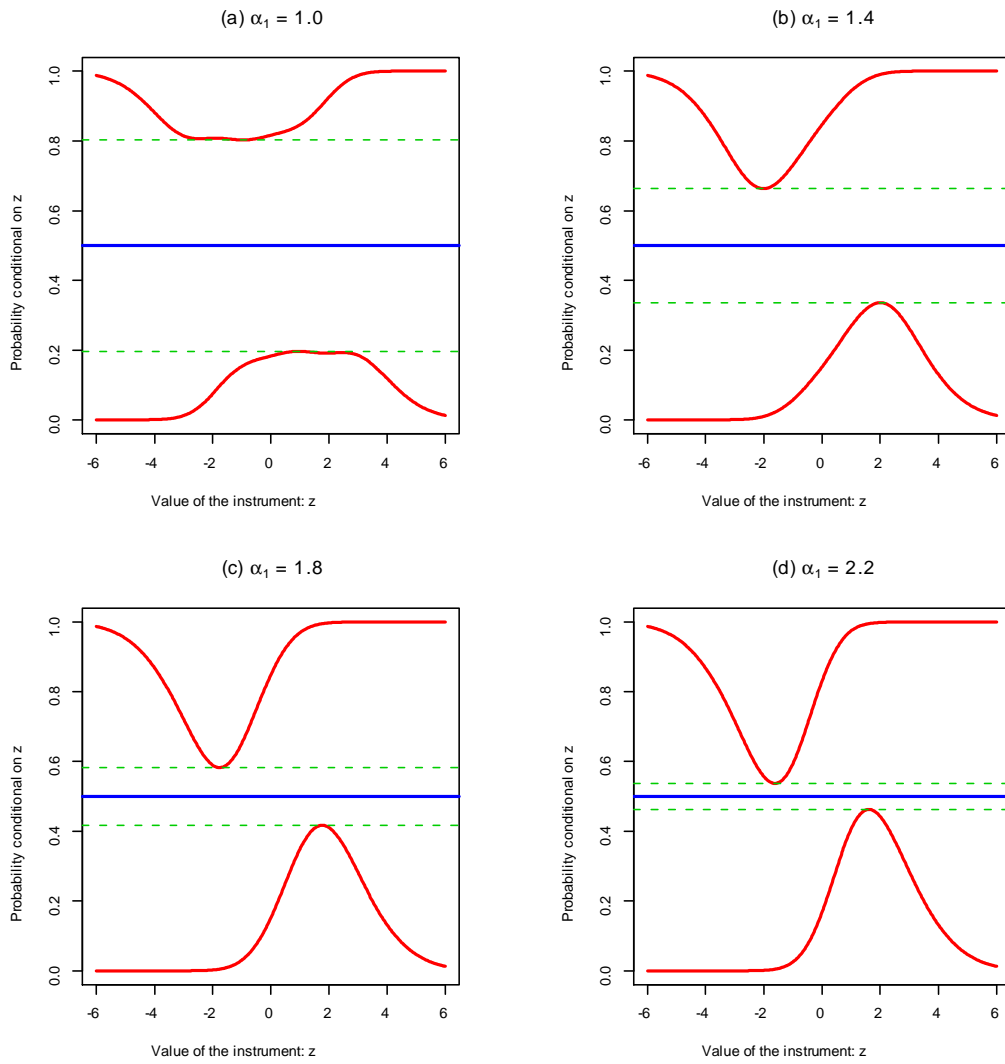 (a) α₁ = 1.0
Probability conditional on z
0.0 0.2 0.4 0.6 0.8 1.0
-6 -4 -2 0 2 4 6
Value of the instrument: z
(b) α₁ = 1.4
Probability conditional on z
0.0 0.2 0.4 0.6 0.8 1.0
-6 -4 -2 0 2 4 6
Value of the instrument: z
(c) α₁ = 1.8
Probability conditional on z
0.0 0.2 0.4 0.6 0.8 1.0
-6 -4 -2 0 2 4 6
Value of the instrument: z
(d) α₁ = 2.2
Probability conditional on z
0.0 0.2 0.4 0.6 0.8 1.0
-6 -4 -2 0 2 4 6
Value of the instrument: z